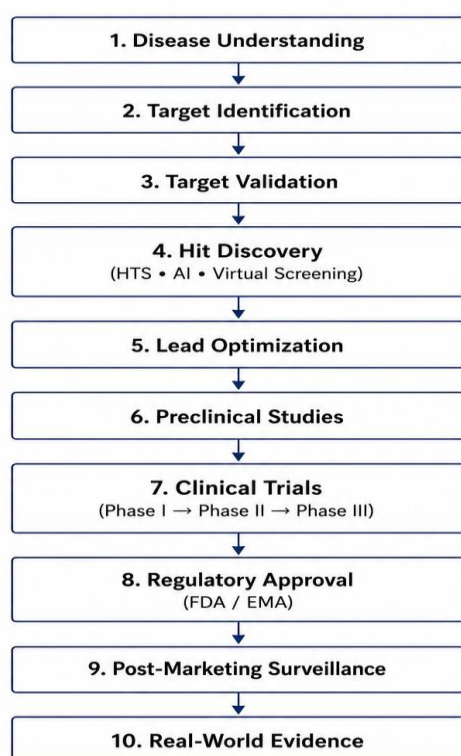 1. Disease Understanding
2. Target Identification
3. Target Validation
4. Hit Discovery
(HTS • AI • Virtual Screening)
5. Lead Optimization
6. Preclinical Studies
7. Clinical Trials
(Phase I → Phase II → Phase III)
8. Regulatory Approval
(FDA / EMA)
9. Post-Marketing Surveillance
10. Real-World Evidence